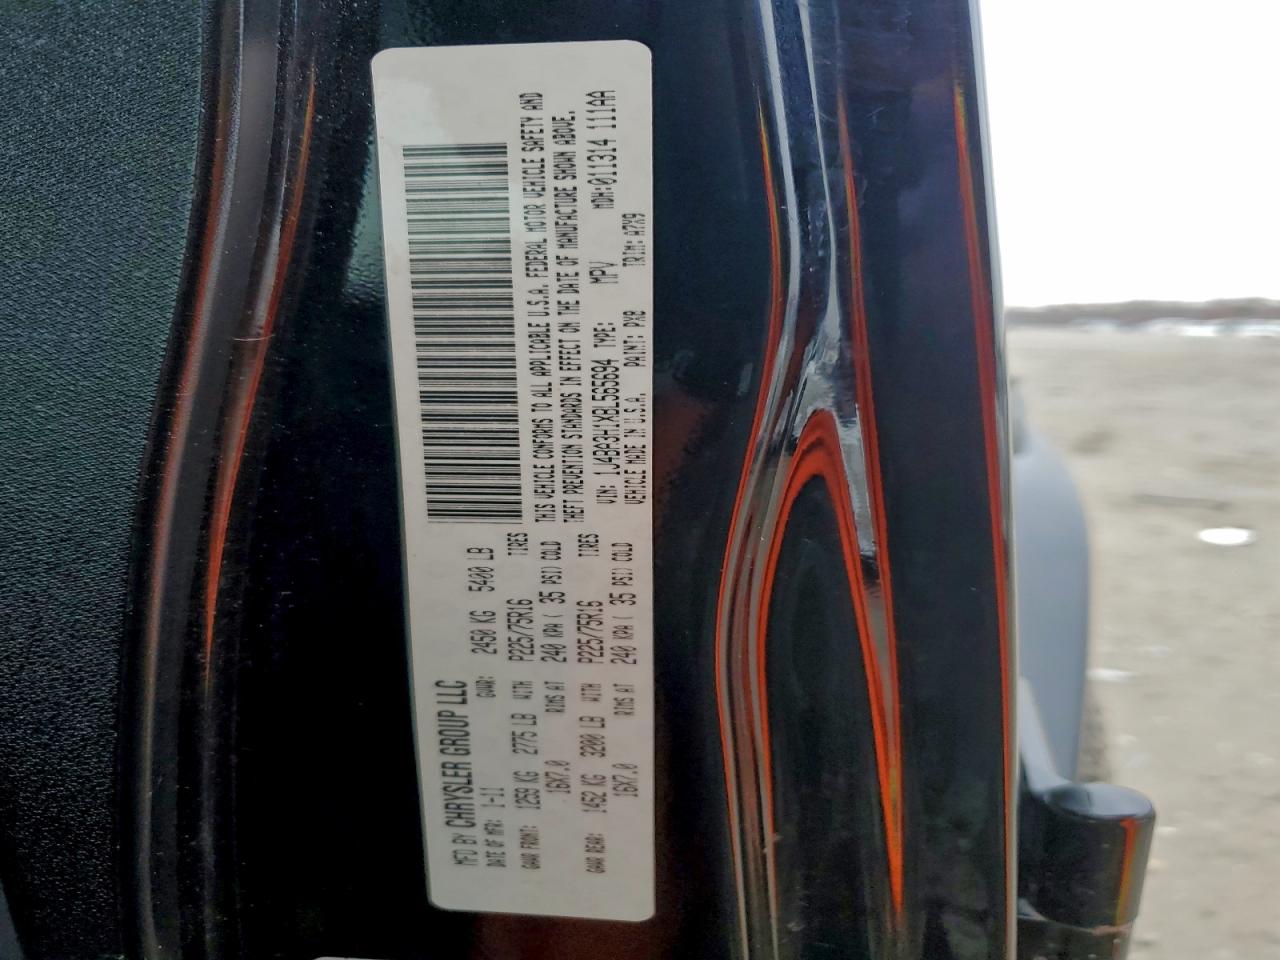 MFD BY CHRYSLER GROUP LLC
DATE OF MFR: 1-11 GVWR: 2450 KG 5400 LB
GAWR FRONT: 1259 KG 2775 LB WITH P225/75R16 TIRES
16X7.0 RIMS AT 240 KPA ( 35 PSI) COLD
GAWR REAR: 1452 KG 3200 LB WITH P225/75R16 TIRES
16X7.0 RIMS AT 240 KPA ( 35 PSI) COLD
THIS VEHICLE CONFORMS TO ALL APPLICABLE U.S.A. FEDERAL MOTOR VEHICLE SAFETY AND
THEFT PREVENTION STANDARDS IN EFFECT ON THE DATE OF MANUFACTURE SHOWN ABOVE.
VIN: 1J4BA3H1XBL565694 TYPE: MPV MDH:011314 111AA
VEHICLE MADE IN U.S.A. PAINT: PX8 TRIM: A7X9